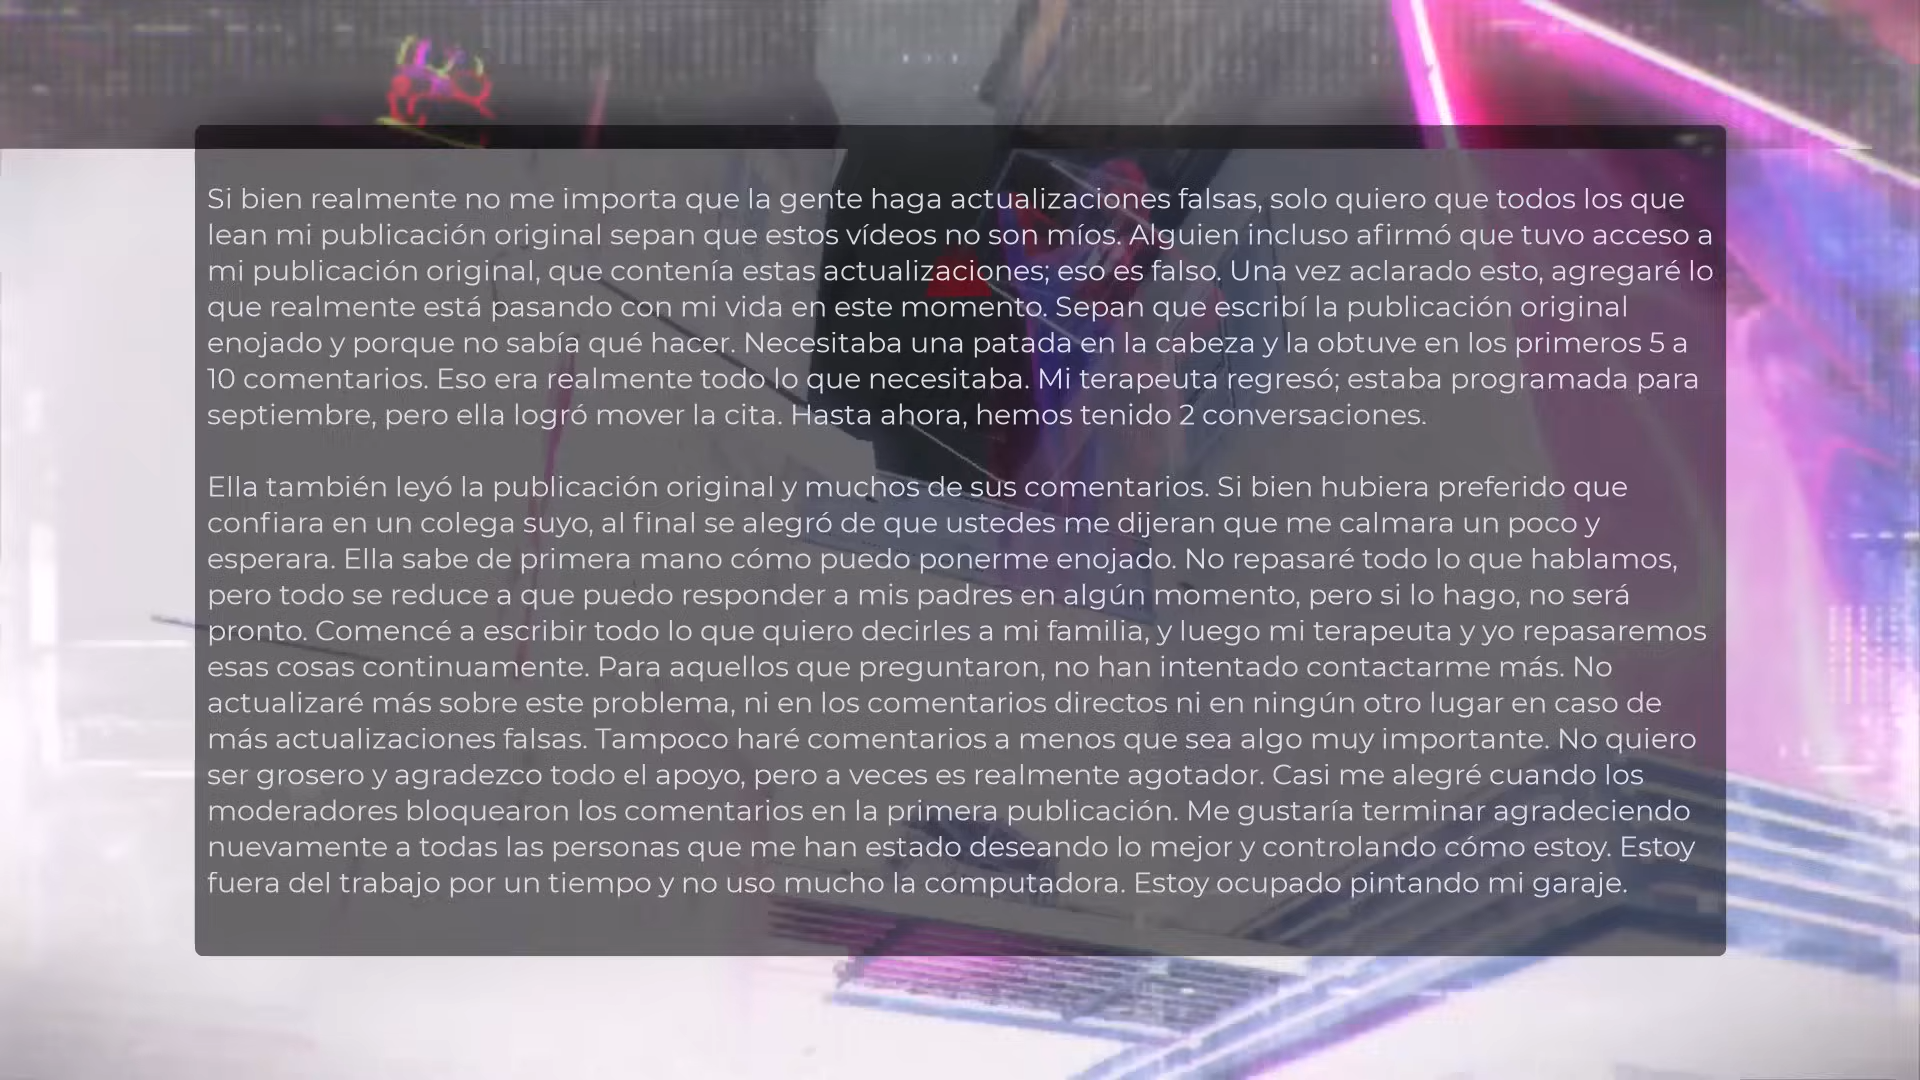 Si bien realmente no me importa que la gente haga actualizaciones falsas, solo quiero que todos los que
lean mi publicación original sepan que estos vídeos no son míos. Alguien incluso afirmó que tuvo acceso a
mi publicación original, que contenía estas actualizaciones; eso es falso. Una vez aclarado esto, agregaré lo
que realmente está pasando con mi vida en este momento. Sepan que escribí la publicación original
enojado y porque no sabía qué hacer. Necesitaba una patada en la cabeza y la obtuve en los primeros 5 a
10 comentarios. Eso era realmente todo lo que necesitaba. Mi terapeuta regresó; estaba programada para
septiembre, pero ella logró mover la cita. Hasta ahora, hemos tenido 2 conversaciones.
Ella también leyó la publicación original y muchos de sus comentarios. Si bien hubiera preferido que
confiara en un colega suyo, al final se alegró de que ustedes me dijeran que me calmara un poco y
esperara. Ella sabe de primera mano cómo puedo ponerme enojado. No repasaré todo lo que hablamos,
pero todo se reduce a que puedo responder a mis padres en algún momento, pero si lo hago, no será
pronto. Comencé a escribir todo lo que quiero decirles a mi familia, y luego mi terapeuta y yo repasaremos
esas cosas continuamente. Para aquellos que preguntaron, no han intentado contactarme más. No
actualizaré más sobre este problema, ni en los comentarios directos ni en ningún otro lugar en caso de
más actualizaciones falsas. Tampoco haré comentarios a menos que sea algo muy importante. No quiero
ser grosero y agradezco todo el apoyo, pero a veces es realmente agotador. Casi me alegré cuando los
moderadores bloquearon los comentarios en la primera publicación. Me gustaría terminar agradeciendo
nuevamente a todas las personas que me han estado deseando lo mejor y controlando cómo estoy. Estoy
fuera del trabajo por un tiempo y no uso mucho la computadora. Estoy ocupado pintando mi garaje.